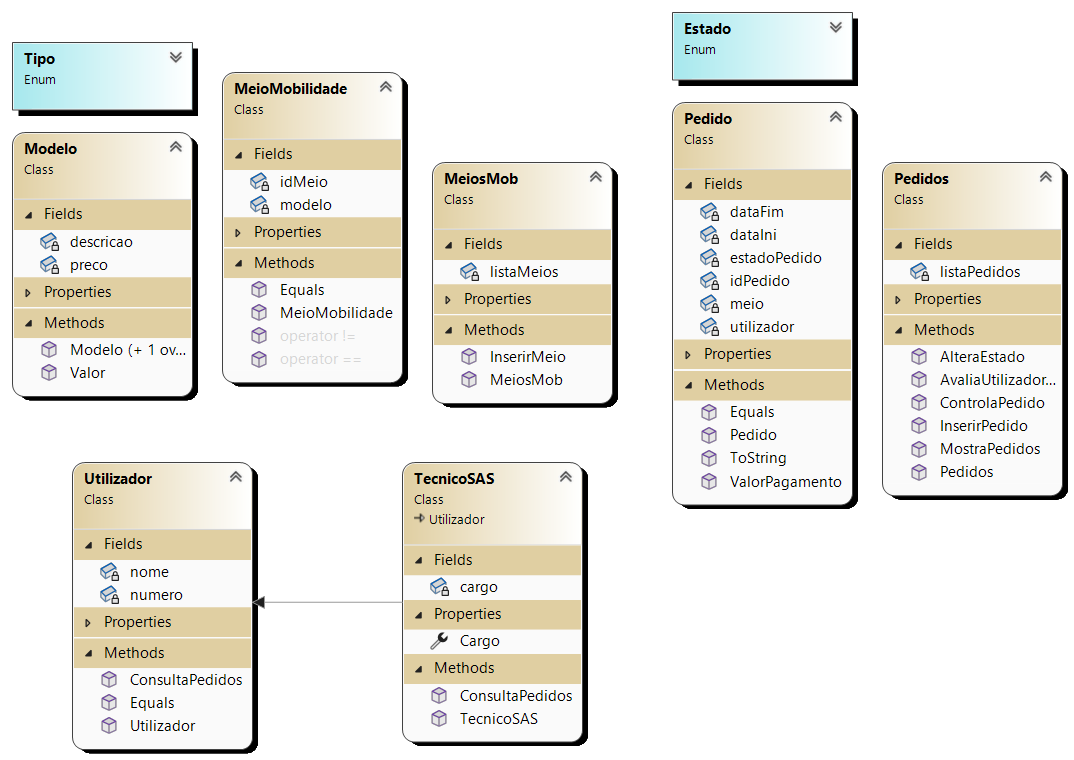 Tipo
Enum
Modelo
Class
Fields
descricao
preco
Properties
Methods
Modelo (+ 1 ov...
Valor
MeioMobilidade
Class
Fields
idMeio
modelo
Properties
Methods
Equals
MeioMobilidade
operator !=
operator ==
MeiosMob
Class
Fields
listaMeios
Properties
Methods
InserirMeio
MeiosMob
Estado
Enum
Pedido
Class
Fields
dataFim
dataIni
estadoPedido
idPedido
meio
utilizador
Properties
Methods
Equals
Pedido
ToString
ValorPagamento
Pedidos
Class
Fields
listaPedidos
Properties
Methods
AlteraEstado
AvaliaUtilizador...
ControlaPedido
InserirPedido
MostraPedidos
Pedidos
Utilizador
Class
Fields
nome
numero
Properties
Methods
ConsultaPedidos
Equals
Utilizador
TecnicoSAS
Class
Utilizador
Fields
cargo
Properties
Cargo
Methods
ConsultaPedidos
TecnicoSAS